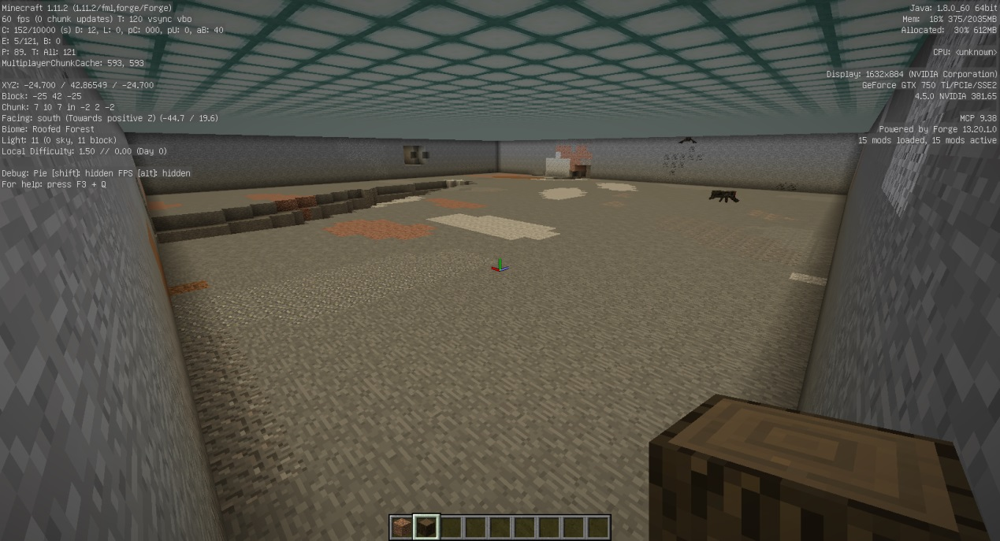 Minecraft 1.11.2 (1.11.2/fml,forge/Forge)
60 fps (0 chunk updates) T: 120 vsync vbo
C: 152/10000 (s) D: 12, L: 0, pC: 000, pU: 0, aB: 40
E: 5/121, B: 0
P: 89. T: All: 121
MultiplayerChunkCache: 593, 593
XYZ: -24.700 / 42.86549 / -24.700
Block: -25 42 -25
Chunk: 7 10 7 in -2 2 -2
Facing: south (Towards positive Z) (-44.7 / 19.6)
Biome: Roofed Forest
Light: 11 (0 sky, 11 block)
Local Difficulty: 1.50 // 0.00 (Day 0)
Debug: Pie [shift]: hidden FPS [alt]: hidden
For help: press F3 + Q
Java: 1.8.0_60 64bit
Mem: 18% 375/2035MB
Allocated: 30% 612MB
CPU: <unknown>
Display: 1632x884 (NVIDIA Corporation)
GeForce GTX 750 Ti/PCIe/SSE2
4.5.0 NVIDIA 381.65
MCP 9.38
Powered by Forge 13.20.1.0
15 mods loaded, 15 mods active